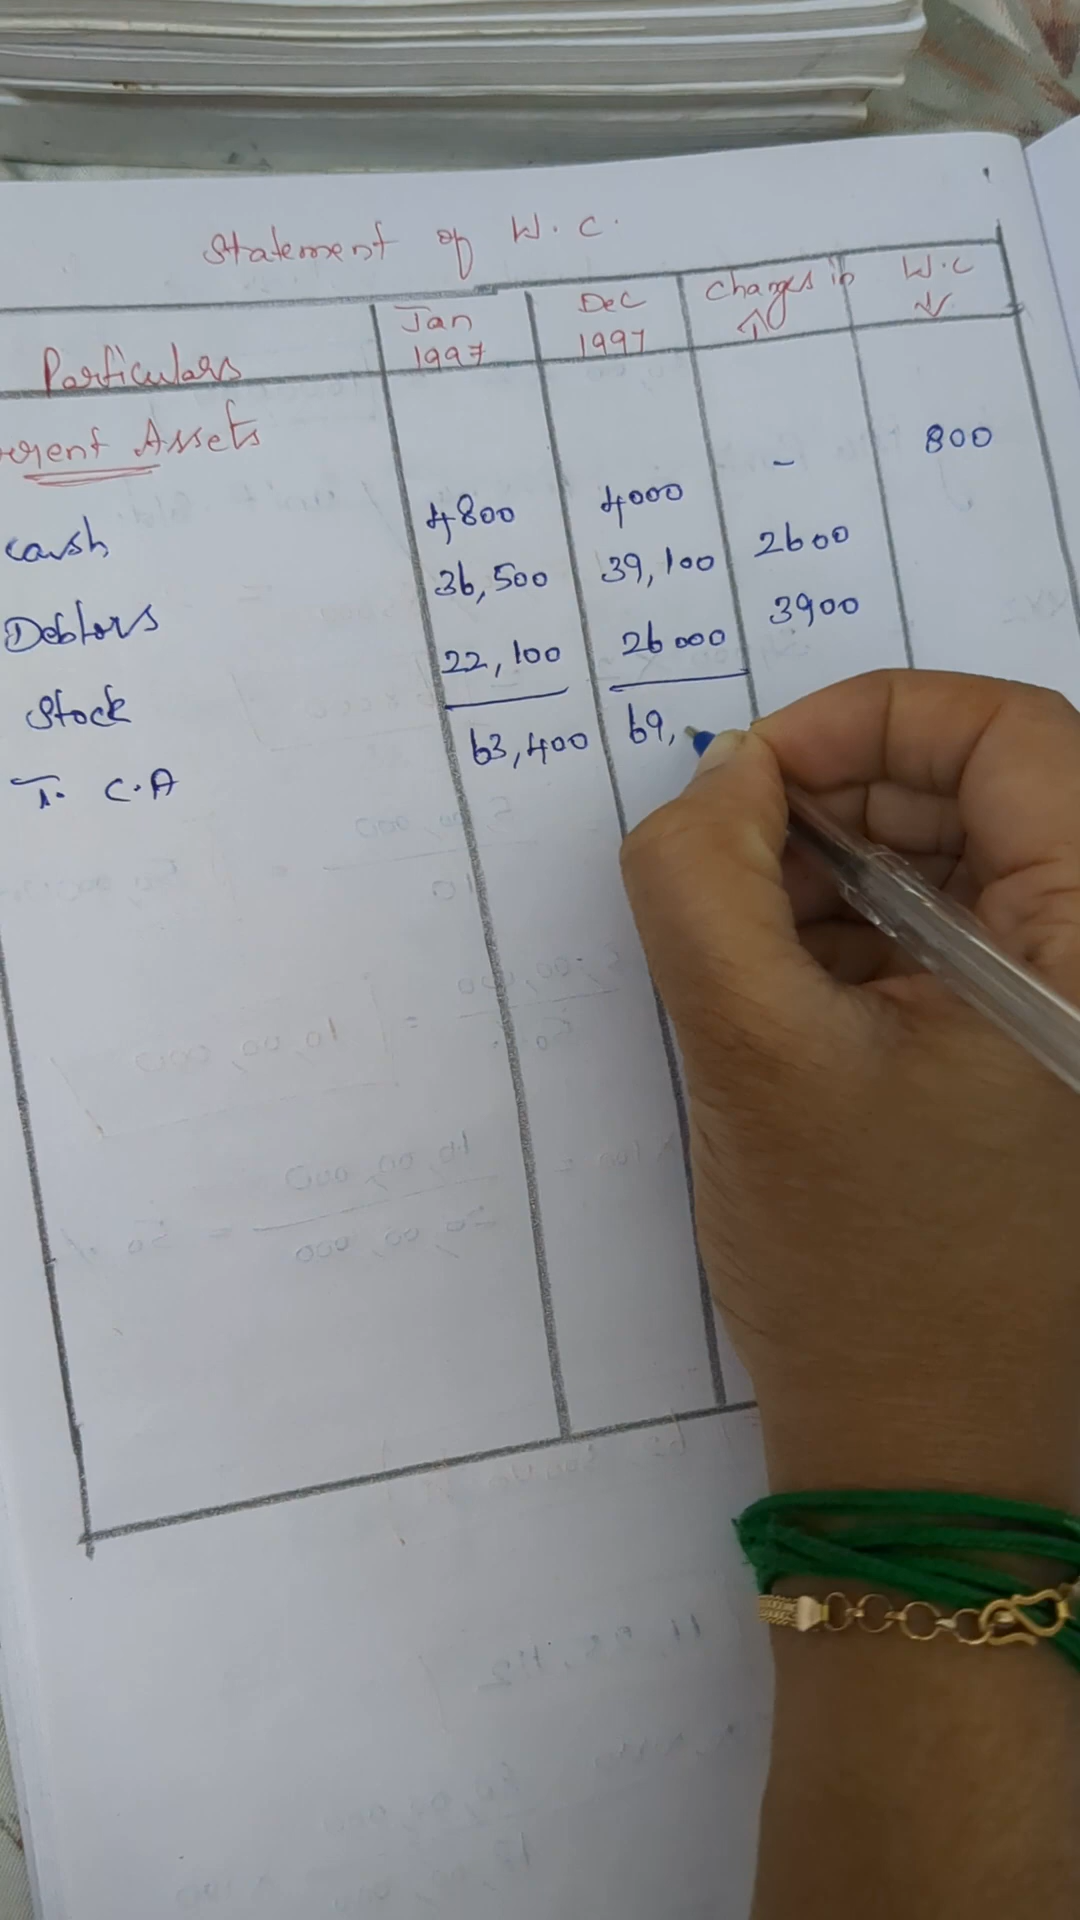 Statement of W.C.
Particulars Jan 1997 Dec 1997 Changes in ↑ W.C ↓
Current Assets
Cash 4800 4000 - 800
Debtors 36,500 39,100 2600
Stock 22,100 26000 3900
T. C.A 63,400 69,